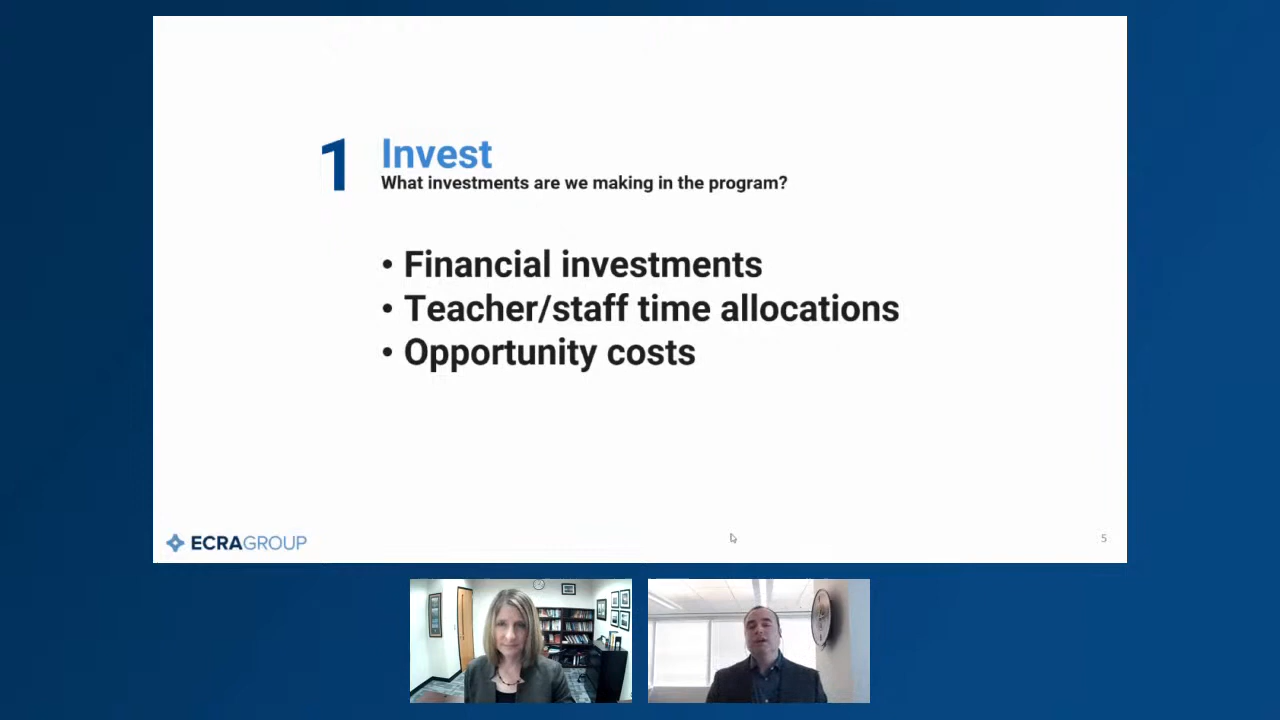 1 Invest
What investments are we making in the program?
• Financial investments
• Teacher/staff time allocations
• Opportunity costs
ECRAGROUP
5